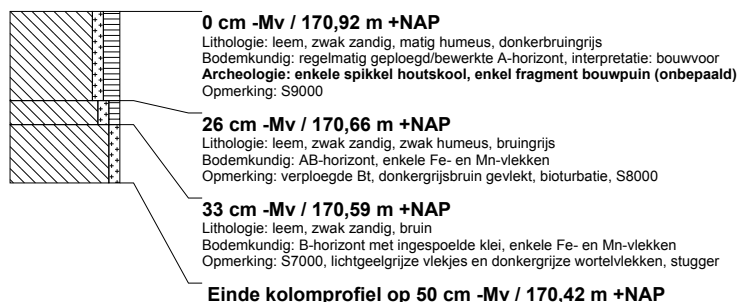 0 cm -Mv / 170,92 m +NAP
Lithologie: leem, zwak zandig, matig humeus, donkerbruingrijs
Bodemkundig: regelmatig geploegd/bewerkte A-horizont, interpretatie: bouwvoor
Archeologie: enkele spikkel houtskool, enkel fragment bouwpuin (onbepaald)
Opmerking: S9000
26 cm -Mv / 170,66 m +NAP
Lithologie: leem, zwak zandig, zwak humeus, bruingrijs
Bodemkundig: AB-horizont, enkele Fe- en Mn-vlekken
Opmerking: verploegde Bt, donkergrijsbruin gevlekt, bioturbatie, S8000
33 cm -Mv / 170,59 m +NAP
Lithologie: leem, zwak zandig, bruin
Bodemkundig: B-horizont met ingespoelde klei, enkele Fe- en Mn-vlekken
Opmerking: S7000, lichtgeelgrijze vlekjes en donkergrijze wortelvlekken, stugger
Einde kolomprofiel op 50 cm -Mv / 170,42 m +NAP